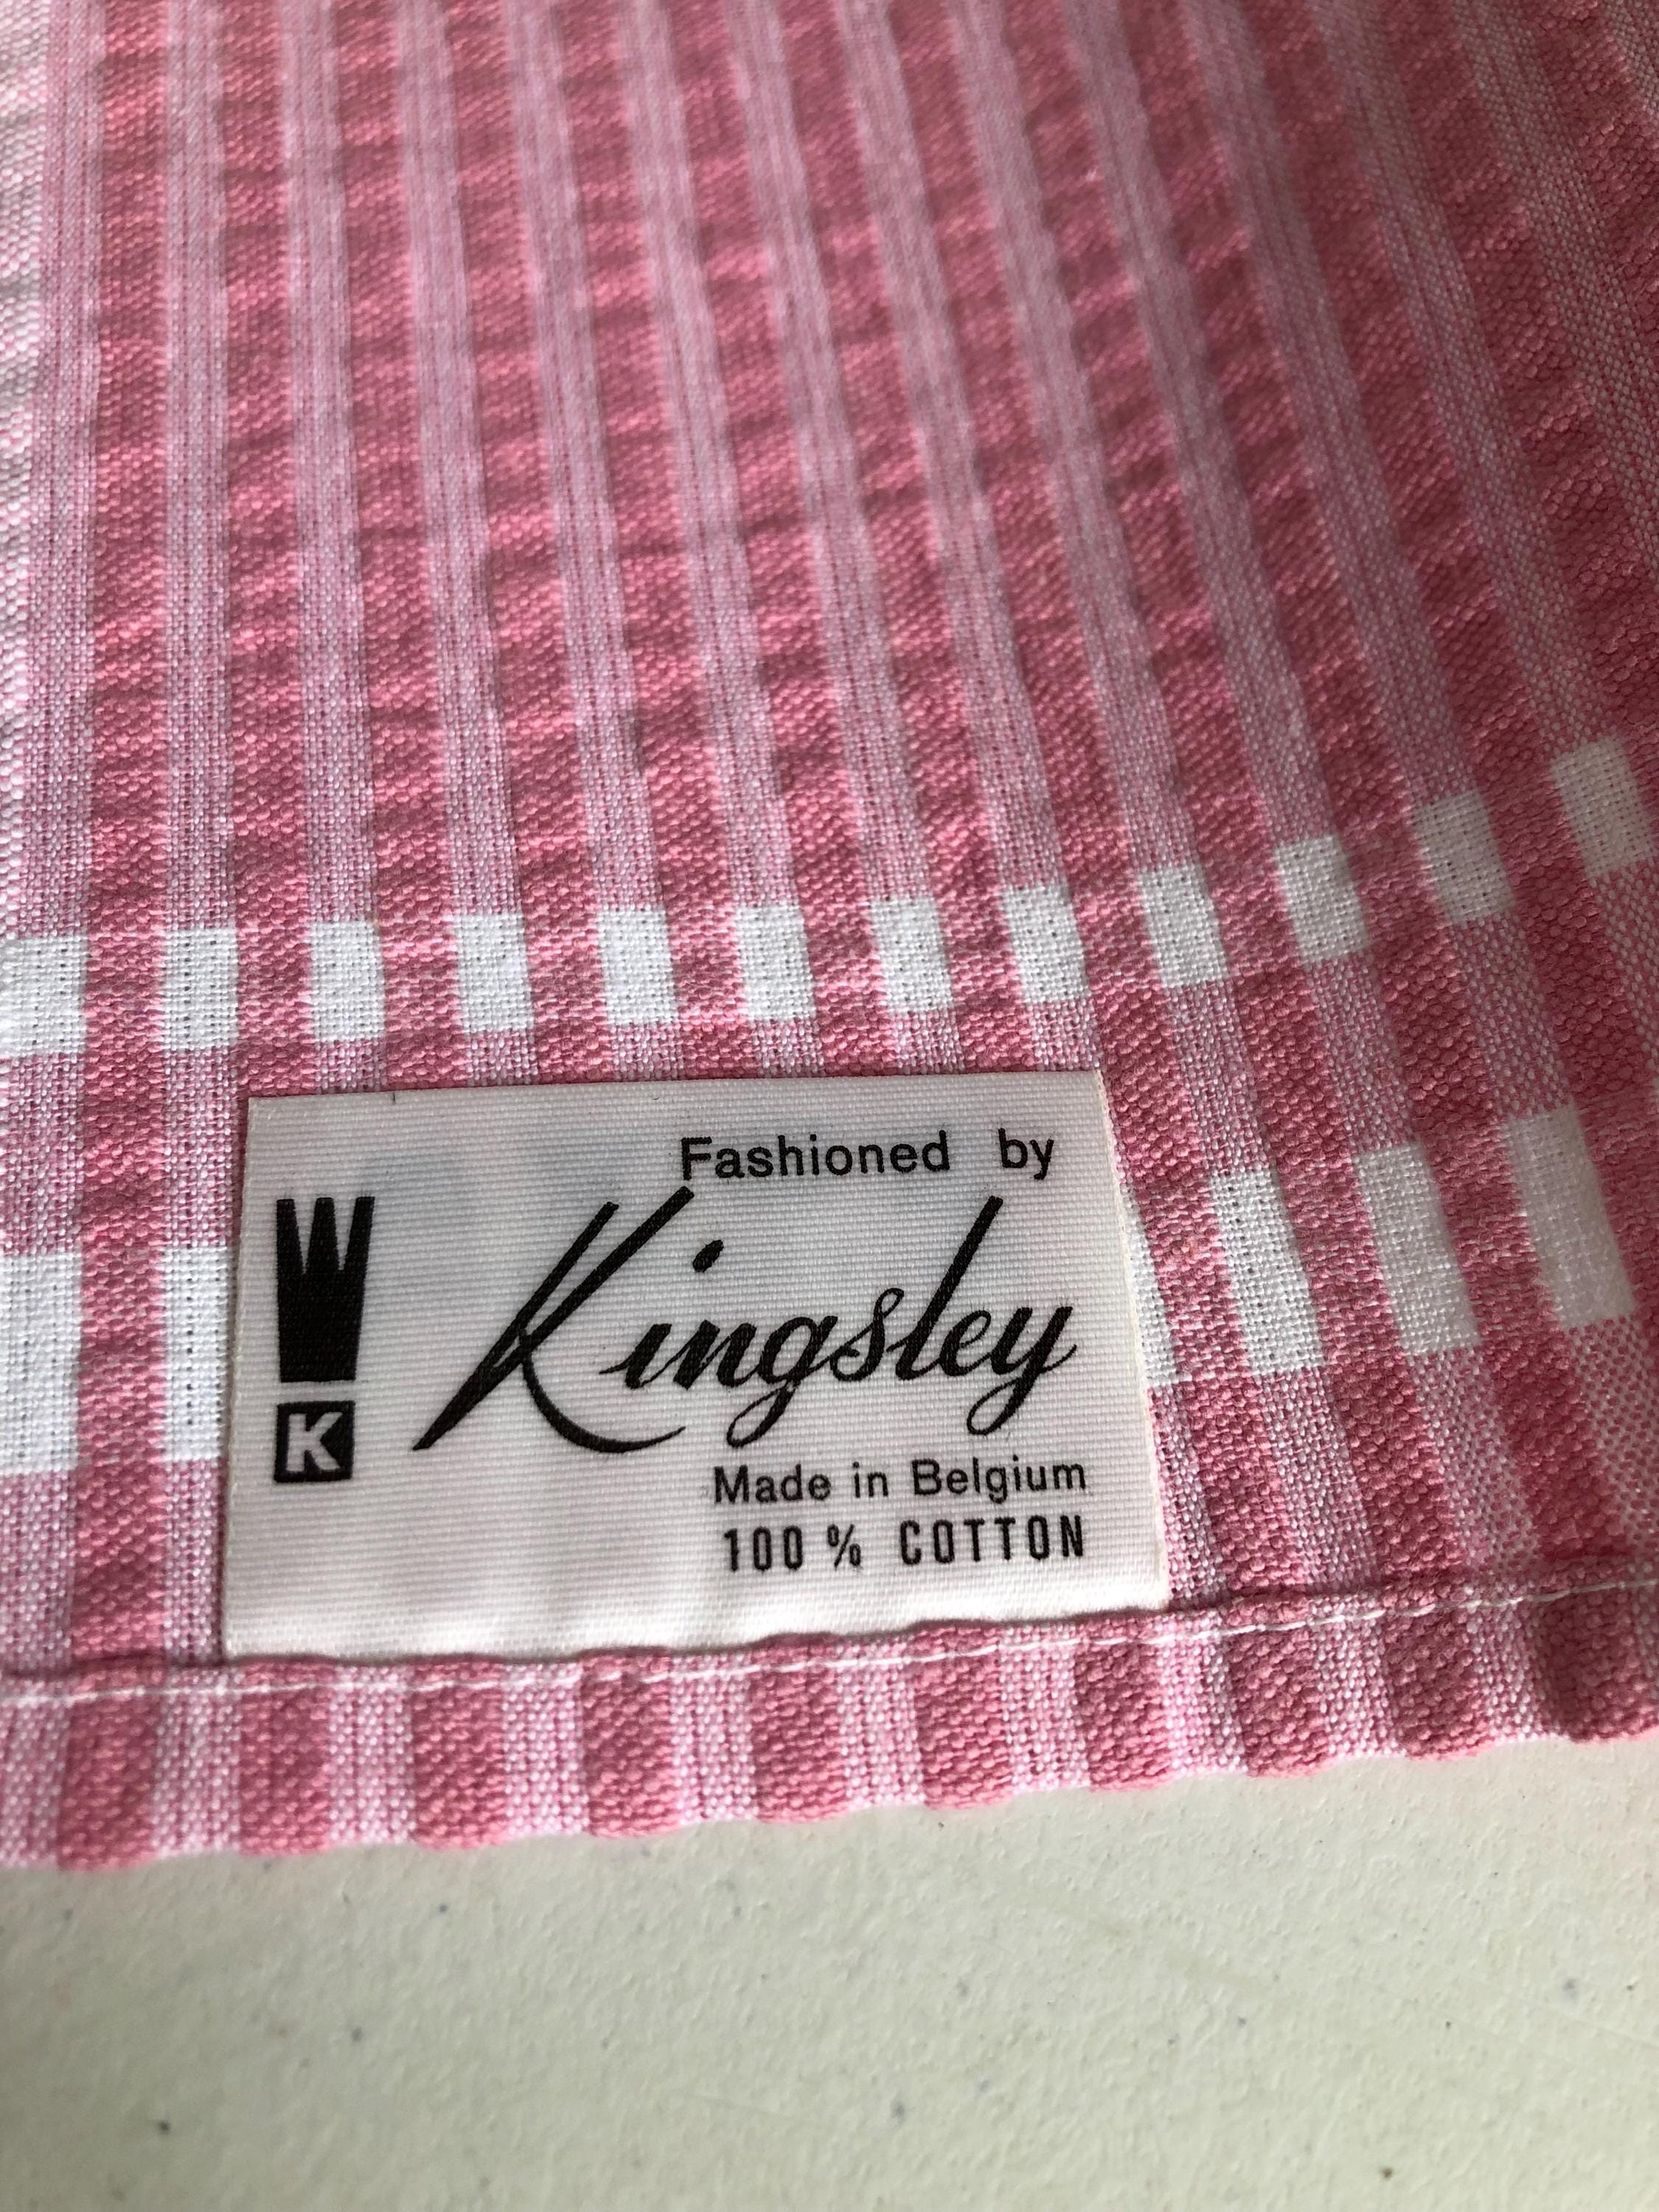 Fashioned by
W
Kingsley
K
Made in Belgium
100 % COTTON